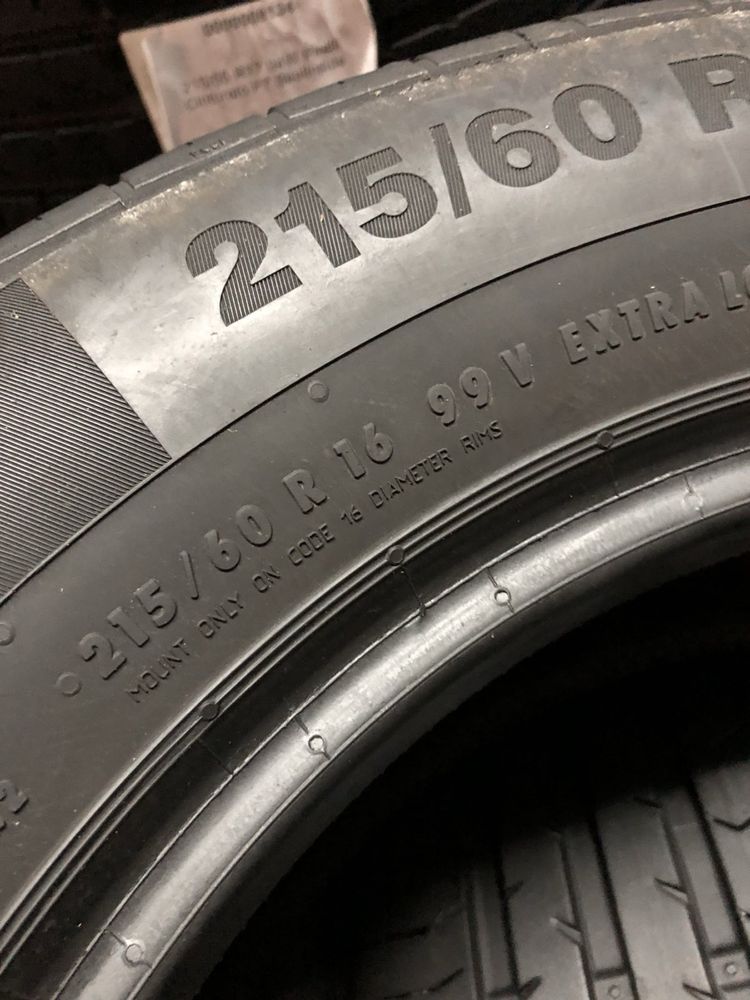 215/60 R
215/60 R 16 99 V EXTRA LO
MOUNT ONLY ON CODE 16 DIAMETER RIMS